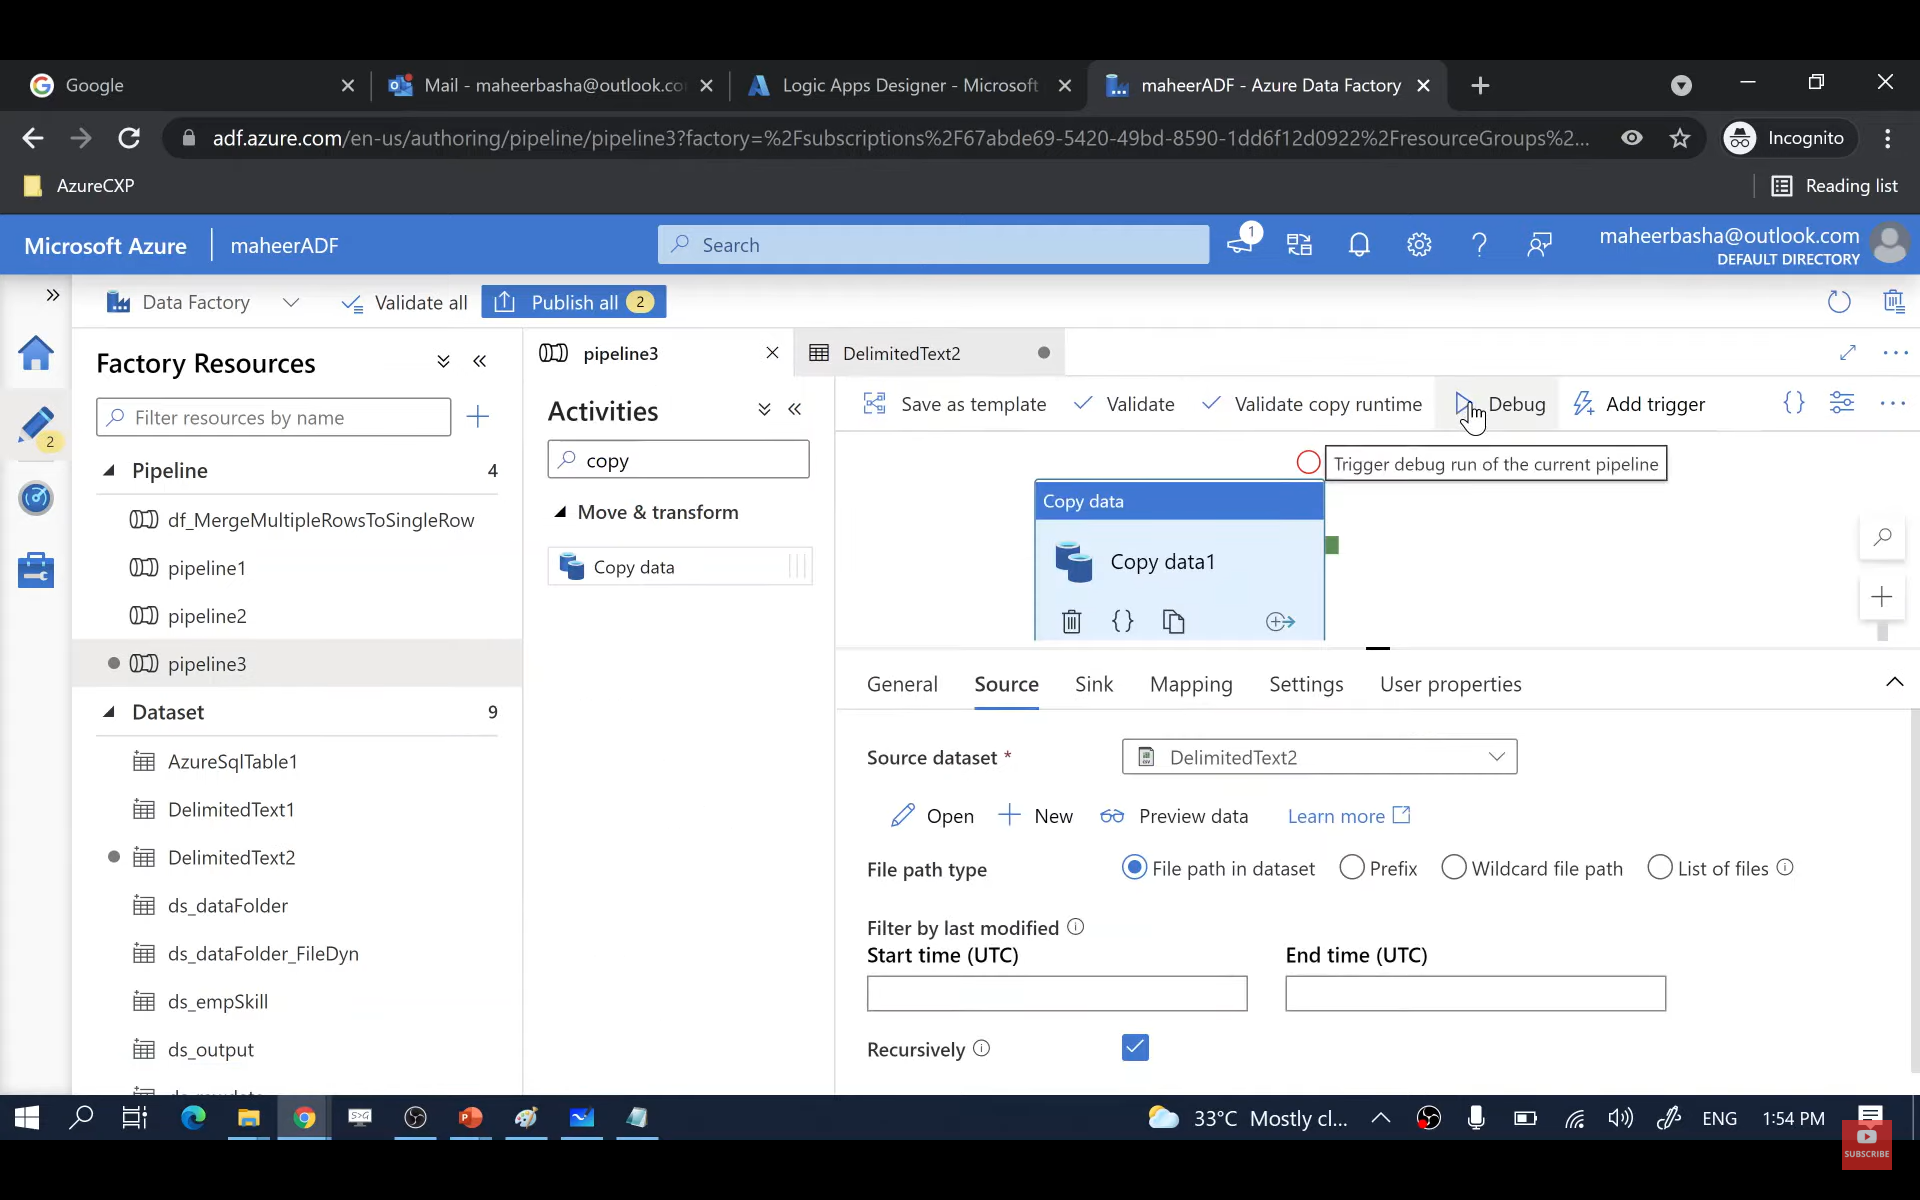 Google
Mail - maheerbasha@outlook.co
Logic Apps Designer - Microsoft
maheerADF - Azure Data Factory
adf.azure.com/en-us/authoring/pipeline/pipeline3?factory=%2Fsubscriptions%2F67abde69-5420-49bd-8590-1dd6f12d0922%2FresourceGroups%2...
Incognito
AzureCXP
Reading list
Microsoft Azure
maheerADF
Search
1
maheerbasha@outlook.com
DEFAULT DIRECTORY
Data Factory
Validate all
Publish all 2
Factory Resources
Filter resources by name
2
Pipeline 4
df_MergeMultipleRowsToSingleRow
pipeline1
pipeline2
pipeline3
Dataset 9
AzureSqlTable1
DelimitedText1
DelimitedText2
ds_dataFolder
ds_dataFolder_FileDyn
ds_empSkill
ds_output
pipeline3
DelimitedText2
Activities
copy
Move & transform
Copy data
Save as template
Validate
Validate copy runtime
Debug
Add trigger
Trigger debug run of the current pipeline
Copy data
Copy data1
General
Source
Sink
Mapping
Settings
User properties
Source dataset *
DelimitedText2
Open
New
Preview data
Learn more
File path type
File path in dataset
Prefix
Wildcard file path
List of files
Filter by last modified
Start time (UTC)
End time (UTC)
Recursively
33°C Mostly cl...
ENG
1:54 PM
SUBSCRIBE